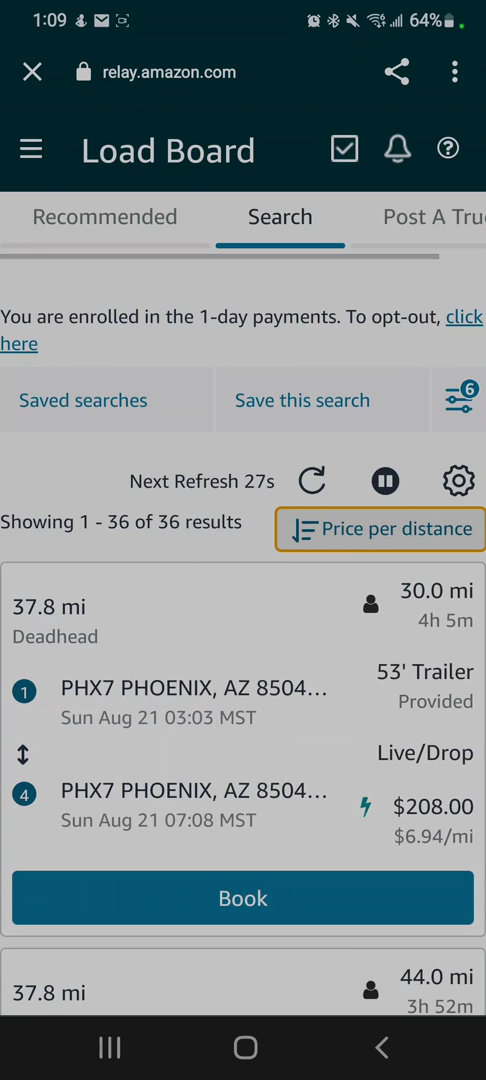 1:09 64%
relay.amazon.com
Load Board
Recommended Search Post A Tru
You are enrolled in the 1-day payments. To opt-out, click
here
Saved searches Save this search 6
Next Refresh 27s
Showing 1 - 36 of 36 results Price per distance
37.8 mi 30.0 mi
Deadhead 4h 5m
53' Trailer
1 PHX7 PHOENIX, AZ 8504…
Provided
Sun Aug 21 03:03 MST
Live/Drop
4 PHX7 PHOENIX, AZ 8504… $208.00
Sun Aug 21 07:08 MST $6.94/mi
Book
37.8 mi 44.0 mi
3h 52m